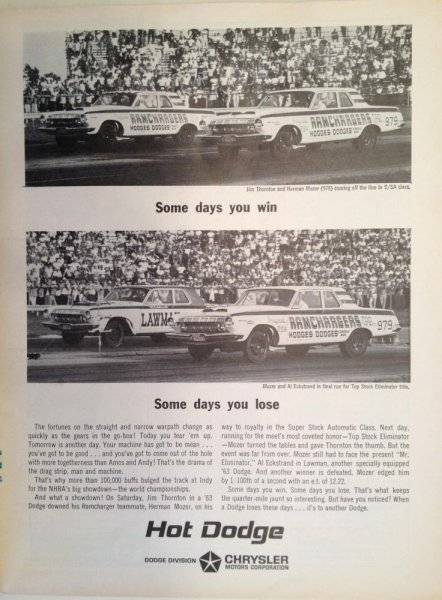 RAMCHARGERS
HODGES DODGES
RAMCHARGERS
HODGES DODGES
979
Jim Thornton and Herman Mozer (979) coming off the line in S/SA class.
Some days you win
LAWMA
RAMCHARGERS
HODGES DODGES
979
Mozer and Al Eckstrand in final run for Top Stock Eliminator title.
Some days you lose
The fortunes on the straight and narrow warpath change as
quickly as the gears in the go-box! Today you tear 'em up.
Tomorrow is another day. Your machine has got to be mean . . .
you've got to be good . . . and you've got to come out of the hole
with more togetherness than Amos and Andy! That's the drama of
the drag strip, man and machine.
That's why more than 100,000 buffs bulged the track at Indy
for the NHRA's big showdown—the world championships.
And what a showdown! On Saturday, Jim Thornton in a '63
Dodge downed his Ramcharger teammate, Herman Mozer, on his
way to royalty in the Super Stock Automatic Class. Next day,
running for the meet's most coveted honor—Top Stock Eliminator
—Mozer turned the tables and gave Thornton the thumb. But the
event was far from over. Mozer still had to face the present "Mr.
Eliminator," Al Eckstrand in Lawman, another specially equipped
'63 Dodge. And another winner is defeated. Mozer edged him
by 1/100th of a second with an e.t. of 12.22.
Some days you win. Some days you lose. That's what keeps
the quarter-mile jaunt so interesting. But have you noticed? When
a Dodge loses these days . . . it's to another Dodge.
Hot Dodge
DODGE DIVISION CHRYSLER
MOTORS CORPORATION